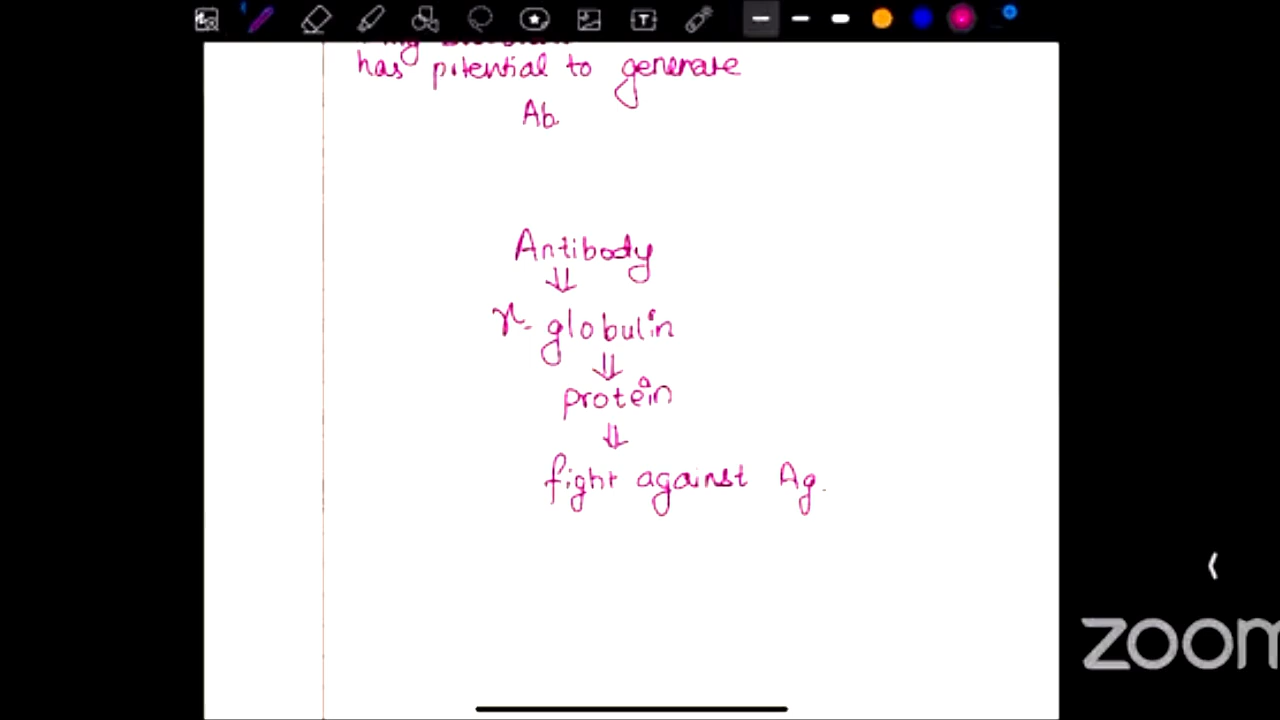 has potential to generate
Ab
Antibody
⇓
γ- globulin
⇓
protein
⇓
fight against Ag.
zoom